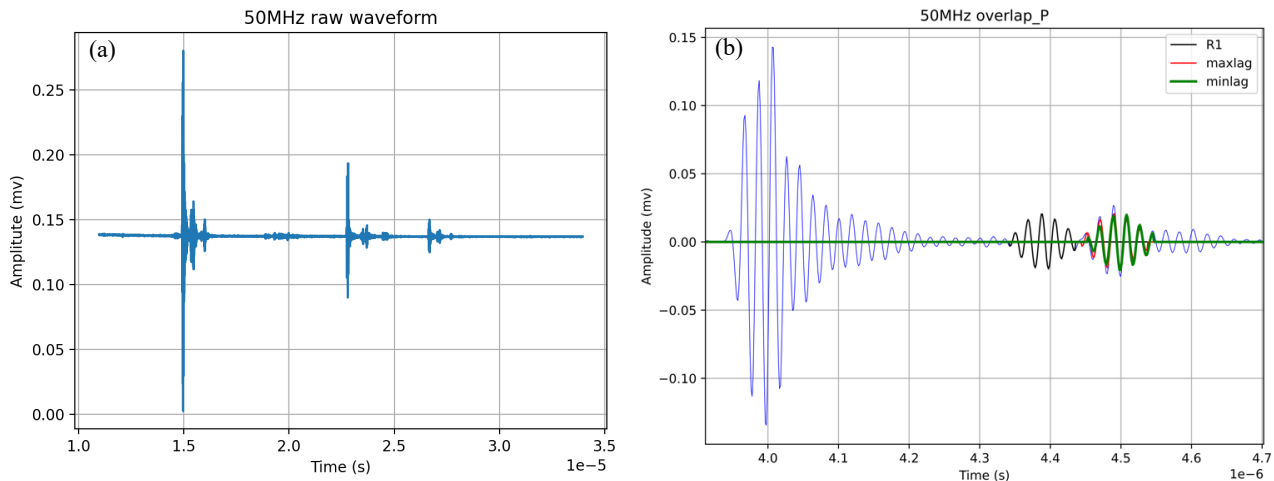 50MHz raw waveform
(a)
Amplitute (mv)
0.25
0.20
0.15
0.10
0.05
0.00
1.0
1.5
2.0
2.5
3.0
3.5
Time (s)
1e−5
50MHz overlap_P
(b)
R1
maxlag
minlag
Amplitude (mv)
0.15
0.10
0.05
0.00
−0.05
−0.10
4.0
4.1
4.2
4.3
4.4
4.5
4.6
4.7
Time (s)
1e−6